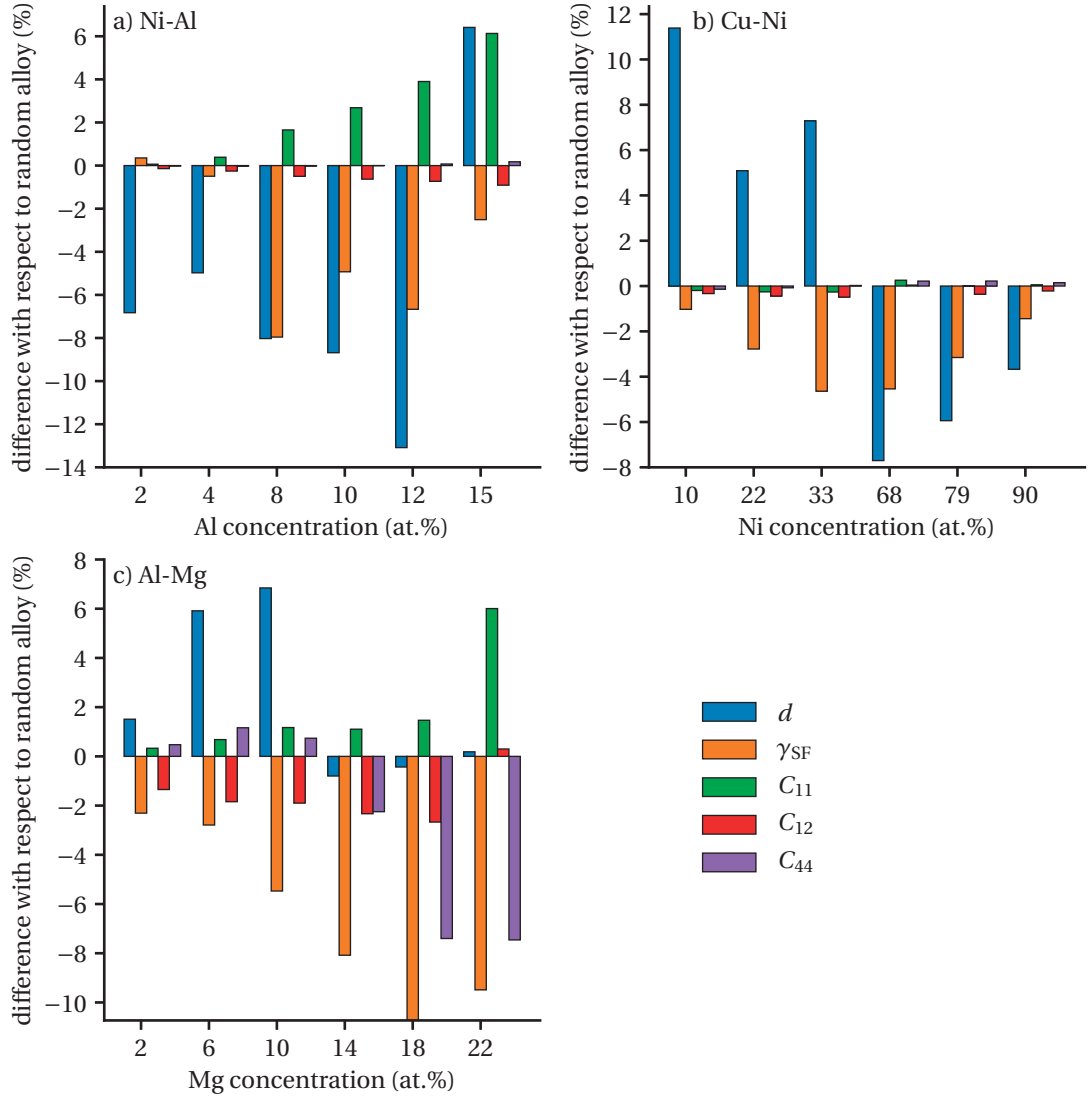 a) Ni-Al
difference with respect to random alloy (%)
6
4
2
0
−2
−4
−6
−8
−10
−12
−14
2 4 8 10 12 15
Al concentration (at.%)
b) Cu-Ni
difference with respect to random alloy (%)
12
10
8
6
4
2
0
−2
−4
−6
−8
10 22 33 68 79 90
Ni concentration (at.%)
c) Al-Mg
difference with respect to random alloy (%)
8
6
4
2
0
−2
−4
−6
−8
−10
2 6 10 14 18 22
Mg concentration (at.%)
d
γSF
C11
C12
C44